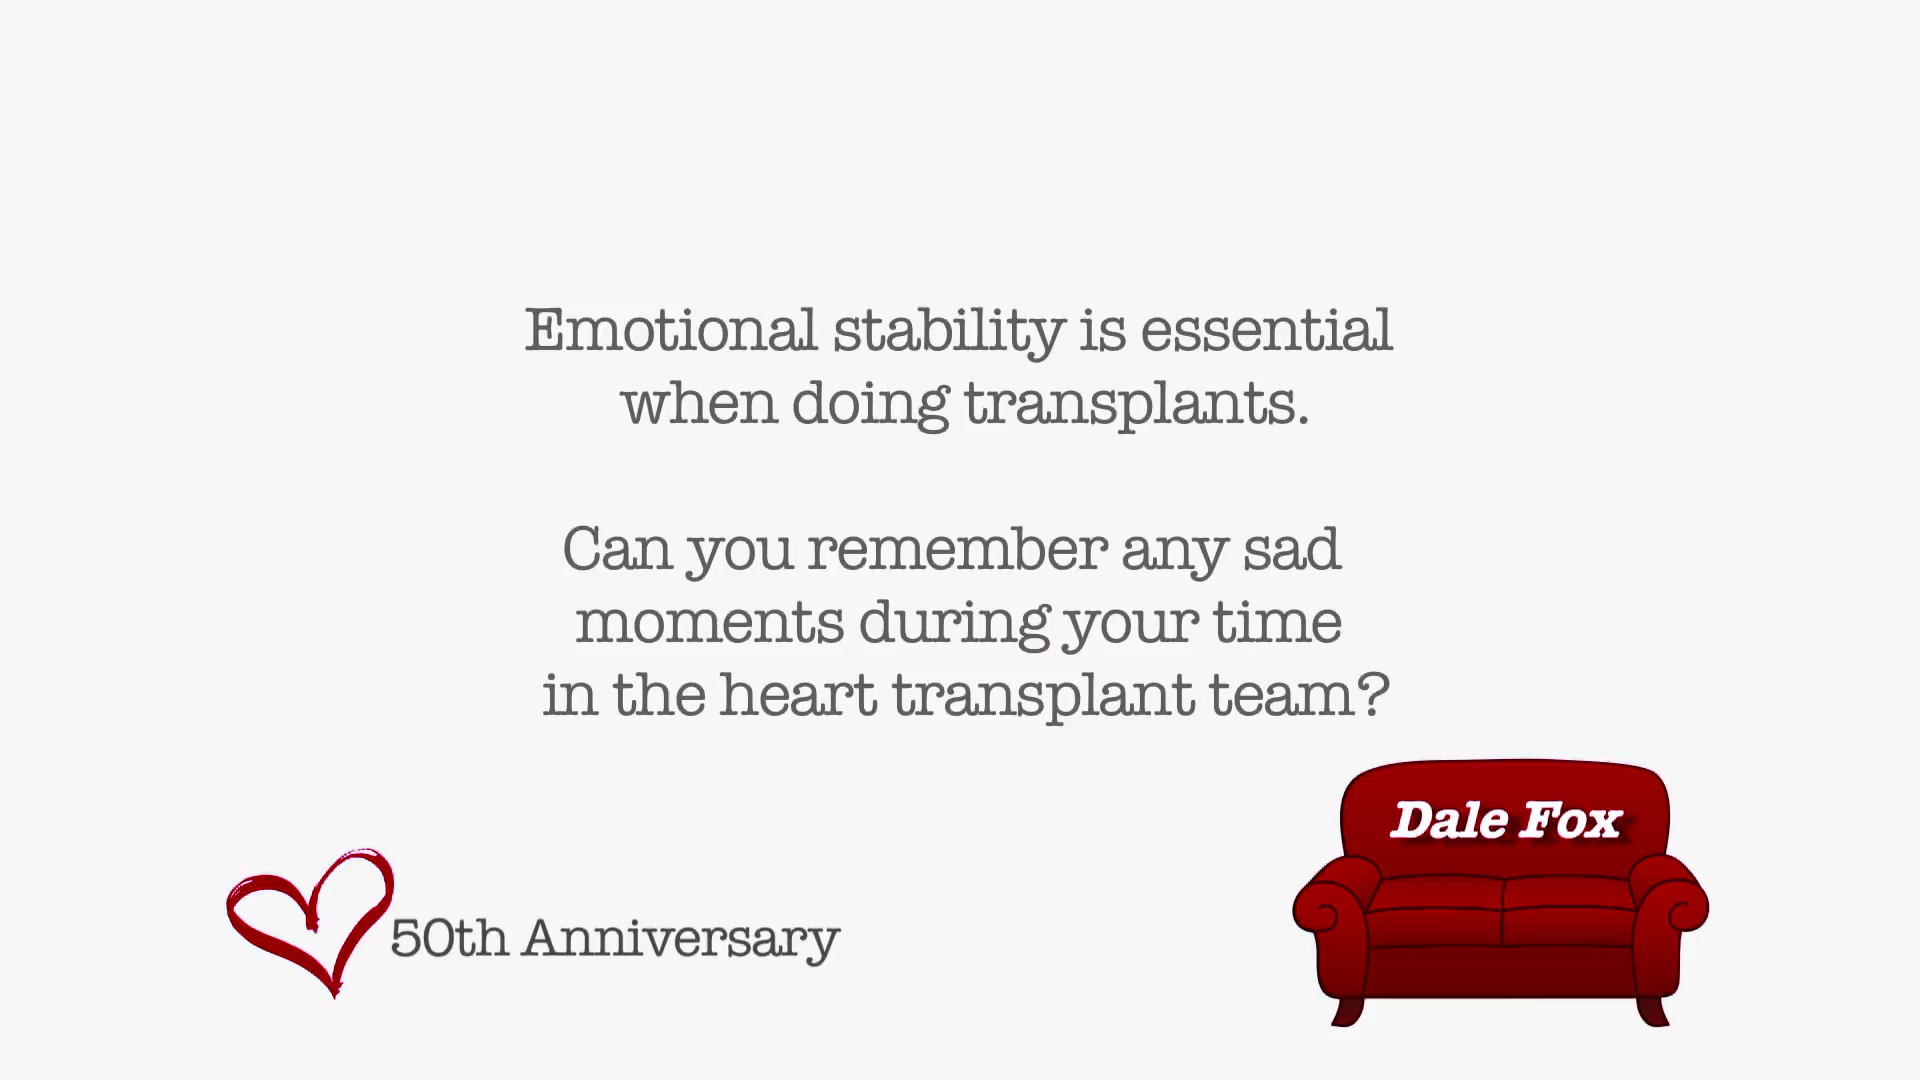 Emotional stability is essential
when doing transplants.
Can you remember any sad
moments during your time
in the heart transplant team?
Dale Fox
50th Anniversary